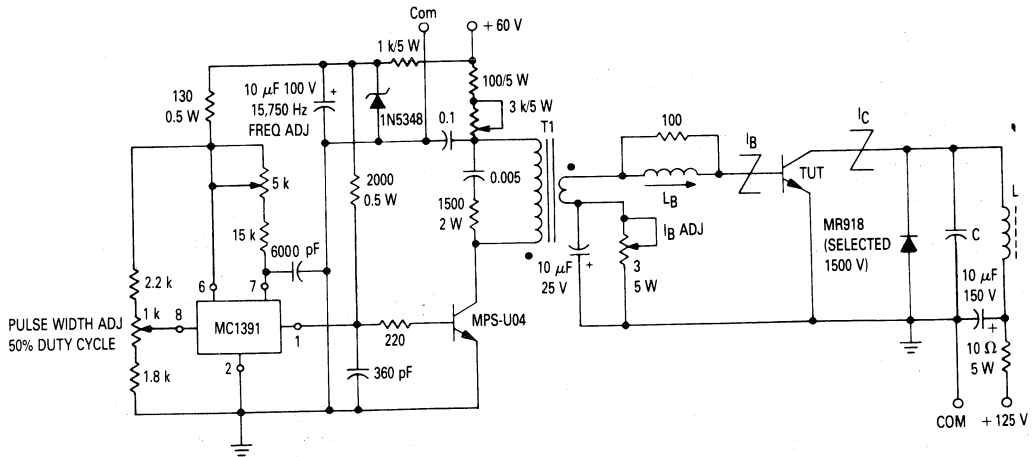 Com
+ 60 V
1 k/5 W
100/5 W
3 k/5 W
130
0.5 W
10 µF 100 V
15,750 Hz
FREQ ADJ
1N5348
0.1
T1
100
I_B
I_C
5 k
2000
0.5 W
0.005
L_B
TUT
L
1500
2 W
15 k
I_B ADJ
MR918
(SELECTED
1500 V)
C
6000 pF
10 µF
25 V
3
5 W
10 µF
150 V
2.2 k
6
7
PULSE WIDTH ADJ
50% DUTY CYCLE
1 k
8
MC1391
1
220
MPS-U04
10 Ω
5 W
1.8 k
2
360 pF
COM
+ 125 V